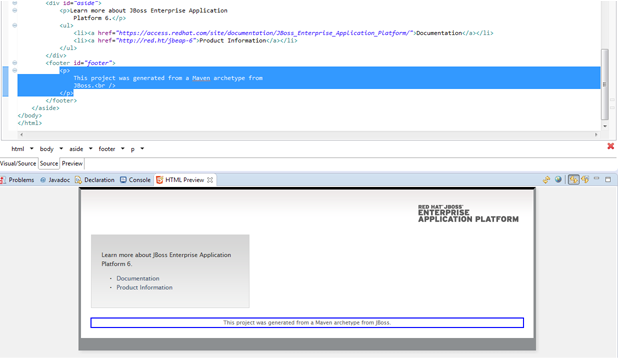 <div id="aside">
<p>Learn more about JBoss Enterprise Application
Platform 6.</p>
<ul>
<li><a href="https://access.redhat.com/site/documentation/JBoss_Enterprise_Application_Platform/">Documentation</a></li>
<li><a href="http://red.ht/jbeap-6">Product Information</a></li>
</ul>
</div>
<footer id="footer">
<p>
This project was generated from a Maven archetype from
JBoss.<br />
</p>
</footer>
</aside>
</body>
</html>
html body aside footer p
Visual/Source Source Preview
Problems Javadoc Declaration Console HTML Preview
RED HAT JBOSS
ENTERPRISE
APPLICATION PLATFORM
Learn more about JBoss Enterprise Application
Platform 6.
• Documentation
• Product Information
This project was generated from a Maven archetype from JBoss.